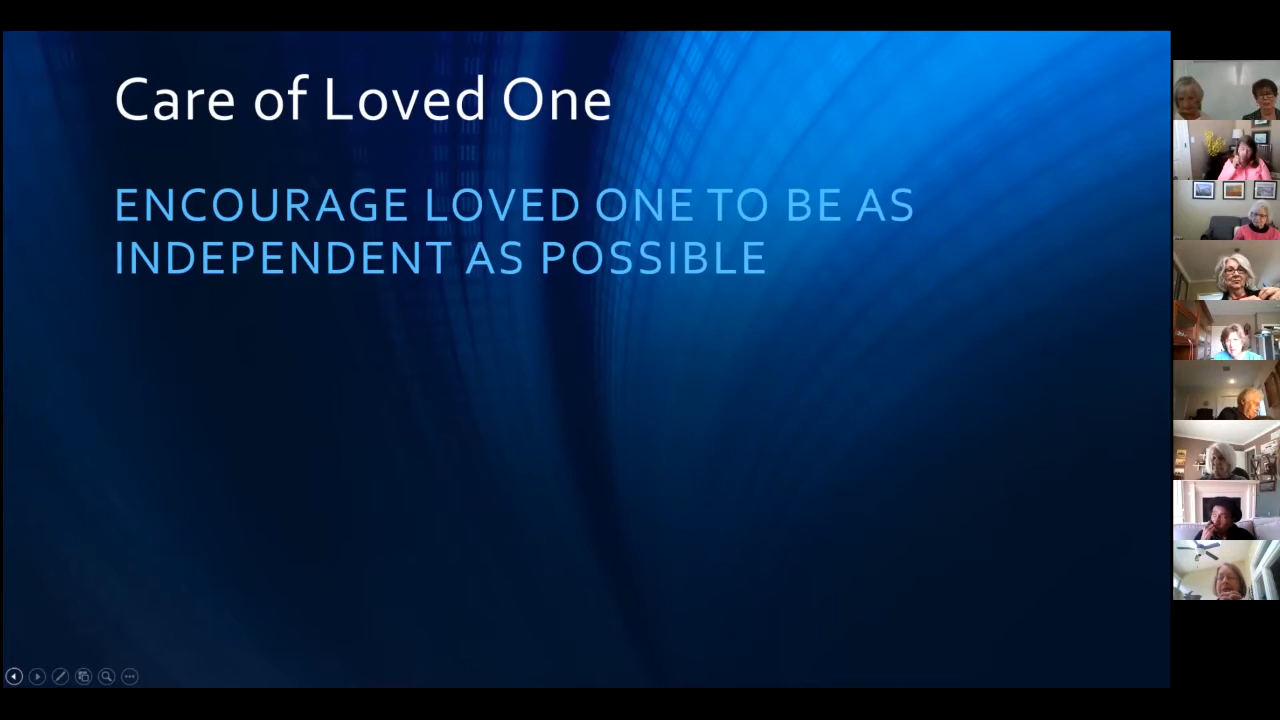 Care of Loved One
ENCOURAGE LOVED ONE TO BE AS
INDEPENDENT AS POSSIBLE